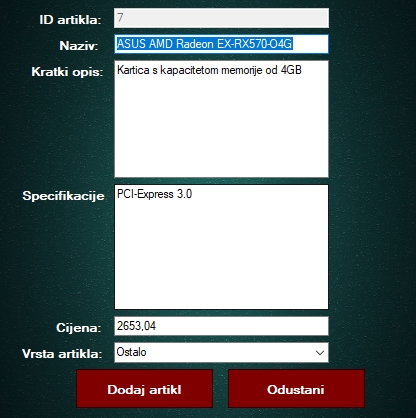 ID artikla: 7
Naziv: ASUS AMD Radeon EX-RX570-O4G
Kratki opis: Kartica s kapacitetom memorije od 4GB
Specifikacije PCI-Express 3.0
Cijena: 2653,04
Vrsta artikla: Ostalo
Dodaj artikl Odustani